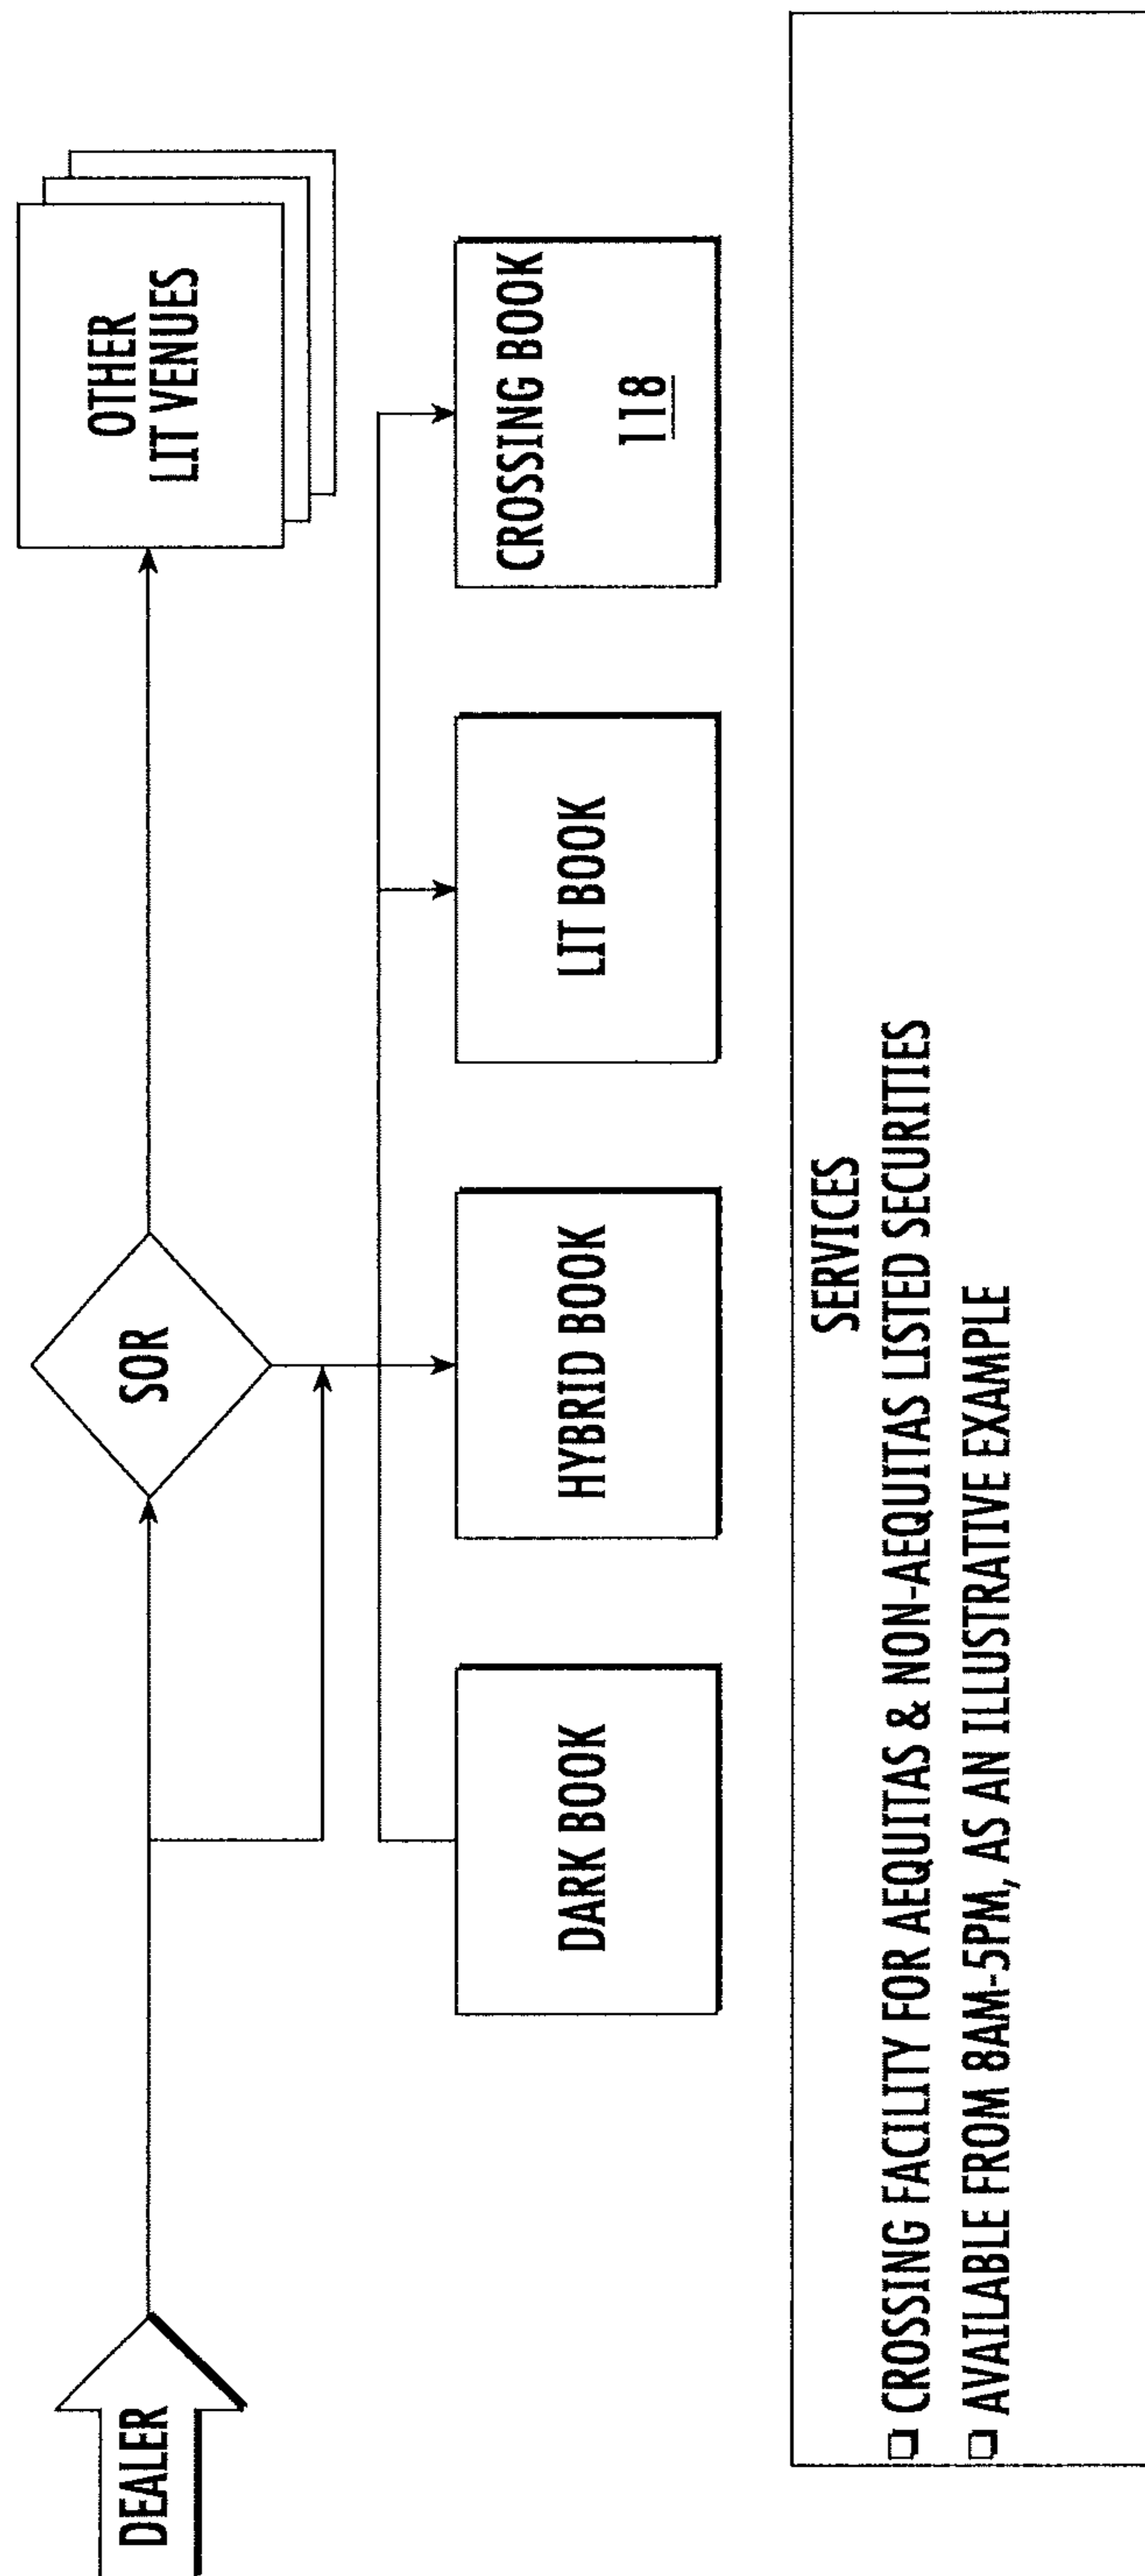 DEALER
SOR
OTHER
LIT VENUES
DARK BOOK
HYBRID BOOK
LIT BOOK
CROSSING BOOK
118
SERVICES
CROSSING FACILITY FOR AEQUITAS & NON-AEQUITAS LISTED SECURITIES
AVAILABLE FROM 8AM-5PM, AS AN ILLUSTRATIVE EXAMPLE